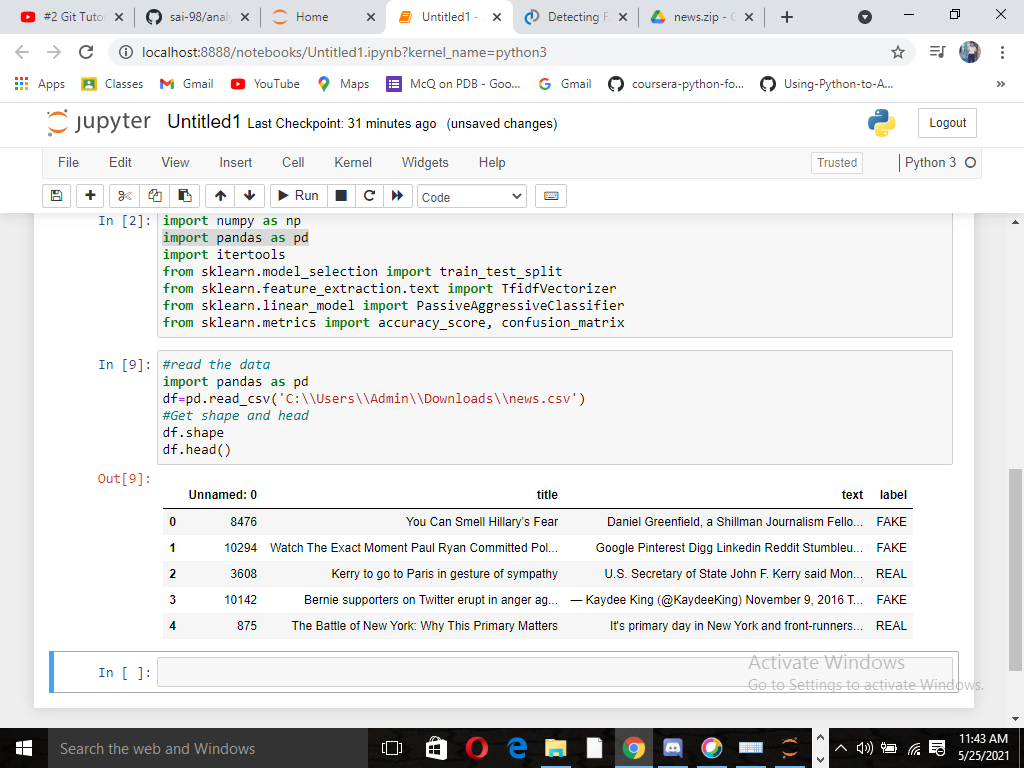 #2 Git Tutor
sai-98/analy
Home
Untitled1 -
Detecting F
news.zip - G
localhost:8888/notebooks/Untitled1.ipynb?kernel_name=python3
Apps
Classes
Gmail
YouTube
Maps
McQ on PDB - Goo...
Gmail
coursera-python-fo...
Using-Python-to-A...
»
jupyter Untitled1 Last Checkpoint: 31 minutes ago (unsaved changes)
Logout
File Edit View Insert Cell Kernel Widgets Help
Trusted
Python 3
Run
Code
In [2]: import numpy as np
import pandas as pd
import itertools
from sklearn.model_selection import train_test_split
from sklearn.feature_extraction.text import TfidfVectorizer
from sklearn.linear_model import PassiveAggressiveClassifier
from sklearn.metrics import accuracy_score, confusion_matrix
In [9]: #read the data
import pandas as pd
df=pd.read_csv('C:\\Users\\Admin\\Downloads\\news.csv')
#Get shape and head
df.shape
df.head()
Out[9]:
Unnamed: 0 title text label
0 8476 You Can Smell Hillary's Fear Daniel Greenfield, a Shillman Journalism Fello... FAKE
1 10294 Watch The Exact Moment Paul Ryan Committed Pol... Google Pinterest Digg Linkedin Reddit Stumbleu... FAKE
2 3608 Kerry to go to Paris in gesture of sympathy U.S. Secretary of State John F. Kerry said Mon... REAL
3 10142 Bernie supporters on Twitter erupt in anger ag... — Kaydee King (@KaydeeKing) November 9, 2016 T... FAKE
4 875 The Battle of New York: Why This Primary Matters It's primary day in New York and front-runners... REAL
In [ ]:
Activate Windows
Go to Settings to activate Windows.
Search the web and Windows
11:43 AM
5/25/2021